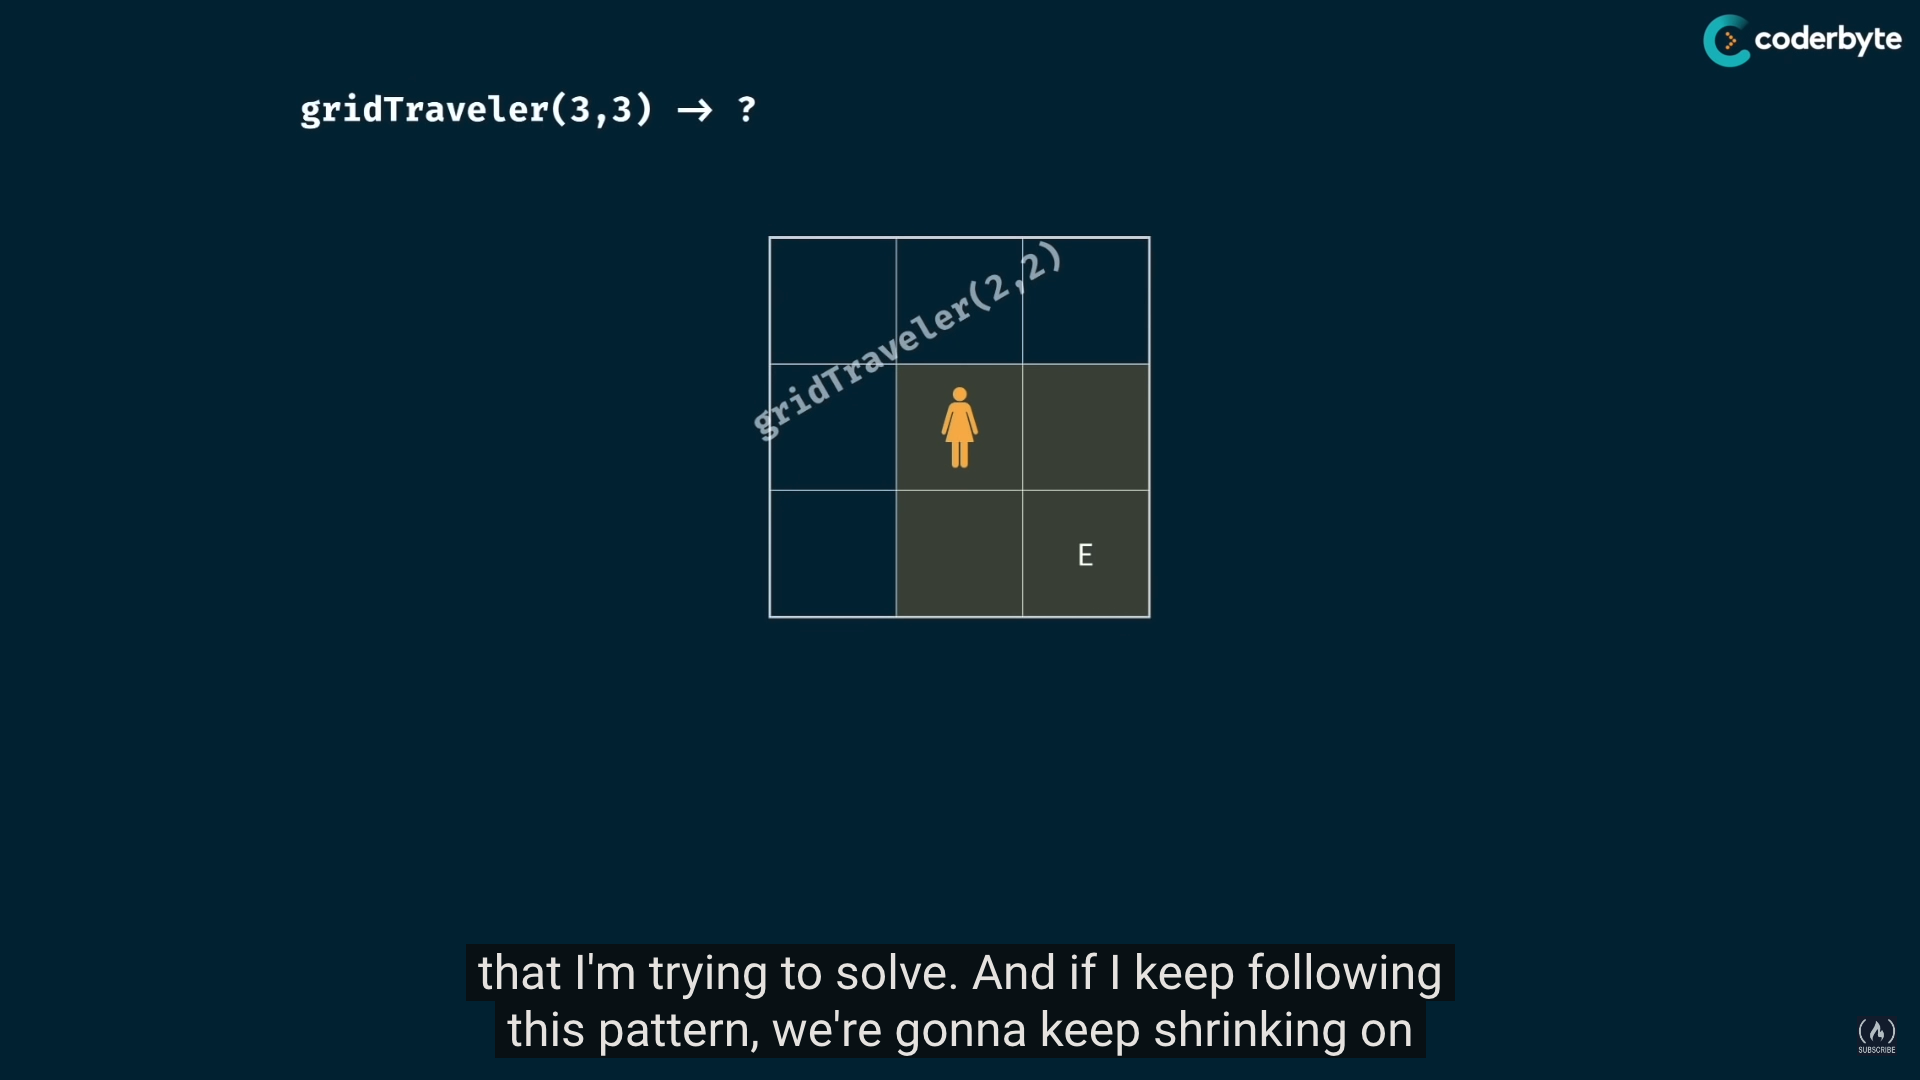 coderbyte
gridTraveler(3,3) → ?
gridTraveler(2,2)
E
that I'm trying to solve. And if I keep following
this pattern, we're gonna keep shrinking on
SUBSCRIBE